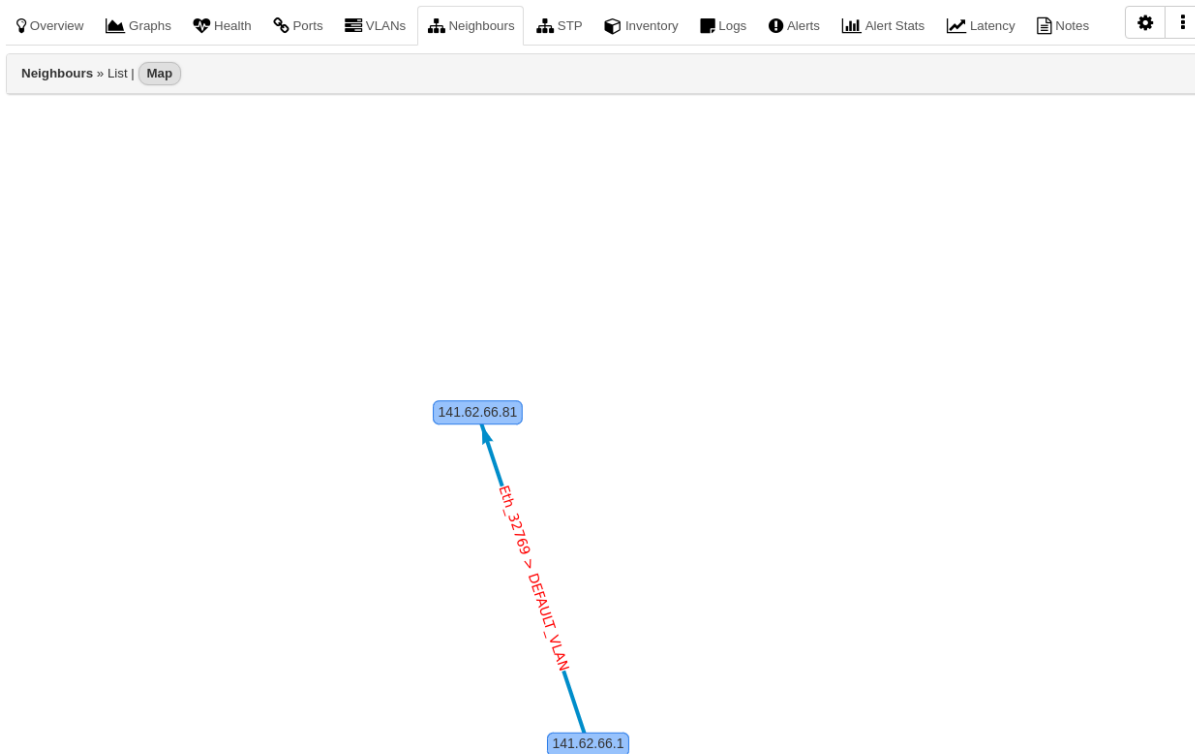 Overview Graphs Health Ports VLANs Neighbours STP Inventory Logs Alerts Alert Stats Latency Notes
Neighbours » List | Map
141.62.66.81
Eth_32769 > DEFAULT_VLAN
141.62.66.1